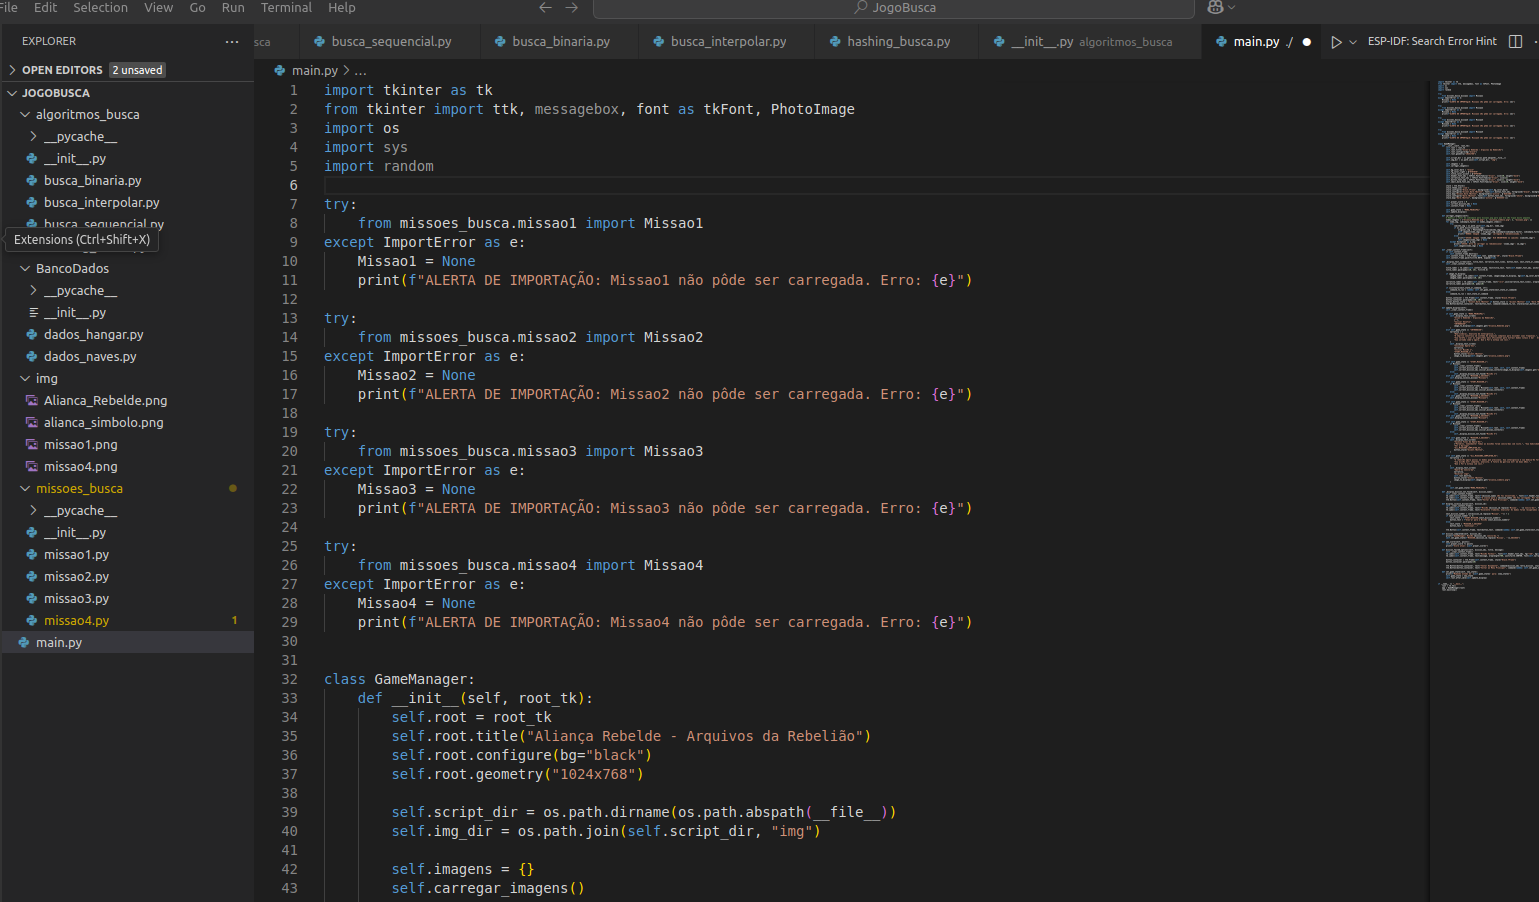 File Edit Selection View Go Run Terminal Help
JogoBusca
EXPLORER
sca
busca_sequencial.py
busca_binaria.py
busca_interpolar.py
hashing_busca.py
__init__.py algoritmos_busca
main.py ./
ESP-IDF: Search Error Hint
OPEN EDITORS 2 unsaved
JOGOBUSCA
algoritmos_busca
__pycache__
__init__.py
busca_binaria.py
busca_interpolar.py
busca_sequencial.py
Extensions (Ctrl+Shift+X)
BancoDados
__pycache__
__init__.py
dados_hangar.py
dados_naves.py
img
Alianca_Rebelde.png
alianca_simbolo.png
missao1.png
missao4.png
missoes_busca
__pycache__
__init__.py
missao1.py
missao2.py
missao3.py
missao4.py 1
main.py
main.py > ...
1 import tkinter as tk
2 from tkinter import ttk, messagebox, font as tkFont, PhotoImage
3 import os
4 import sys
5 import random
6
7 try:
8 from missoes_busca.missao1 import Missao1
9 except ImportError as e:
10 Missao1 = None
11 print(f"ALERTA DE IMPORTAÇÃO: Missao1 não pôde ser carregada. Erro: {e}")
12
13 try:
14 from missoes_busca.missao2 import Missao2
15 except ImportError as e:
16 Missao2 = None
17 print(f"ALERTA DE IMPORTAÇÃO: Missao2 não pôde ser carregada. Erro: {e}")
18
19 try:
20 from missoes_busca.missao3 import Missao3
21 except ImportError as e:
22 Missao3 = None
23 print(f"ALERTA DE IMPORTAÇÃO: Missao3 não pôde ser carregada. Erro: {e}")
24
25 try:
26 from missoes_busca.missao4 import Missao4
27 except ImportError as e:
28 Missao4 = None
29 print(f"ALERTA DE IMPORTAÇÃO: Missao4 não pôde ser carregada. Erro: {e}")
30
31
32 class GameManager:
33 def __init__(self, root_tk):
34 self.root = root_tk
35 self.root.title("Aliança Rebelde - Arquivos da Rebelião")
36 self.root.configure(bg="black")
37 self.root.geometry("1024x768")
38
39 self.script_dir = os.path.dirname(os.path.abspath(__file__))
40 self.img_dir = os.path.join(self.script_dir, "img")
41
42 self.imagens = {}
43 self.carregar_imagens()